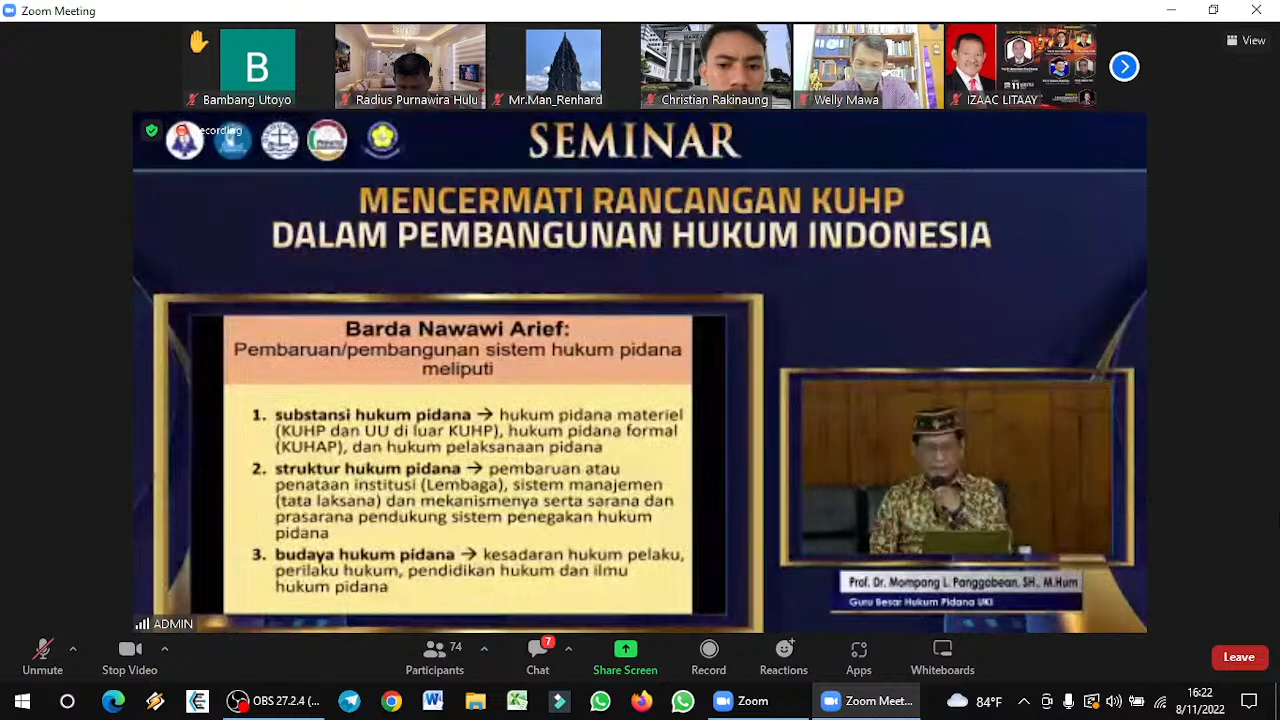 Zoom Meeting
View
B
Bambang Utoyo
Ratius Purnawira Hulu
Mr.Man_Renhard
Christian Rakinaung
Welly Mawa
IZAAC LITAAY
11
Recording
SEMINAR
MENCERMATI RANCANGAN KUHP
DALAM PEMBANGUNAN HUKUM INDONESIA
Barda Nawawi Arief:
Pembaruan/pembangunan sistem hukum pidana
meliputi
1. substansi hukum pidana → hukum pidana materiel
(KUHP dan UU di luar KUHP), hukum pidana formal
(KUHAP), dan hukum pelaksanaan pidana
2. struktur hukum pidana → pembaruan atau
penataan institusi (Lembaga), sistem manajemen
(tata laksana) dan mekanismenya serta sarana dan
prasarana pendukung sistem penegakan hukum
pidana
3. budaya hukum pidana → kesadaran hukum pelaku,
perilaku hukum, pendidikan hukum dan ilmu
hukum pidana
Prof. Dr. Mompang L. Panggabean, SH., M.Hum
Guru Besar Hukum Pidana UKI
ADMIN
Unmute
Stop Video
Participants
74
Chat
7
Share Screen
Record
Reactions
Apps
Whiteboards
Leave
OBS 27.2.4 (...
Zoom
Zoom Meet...
84°F
16:22
8/11/2022